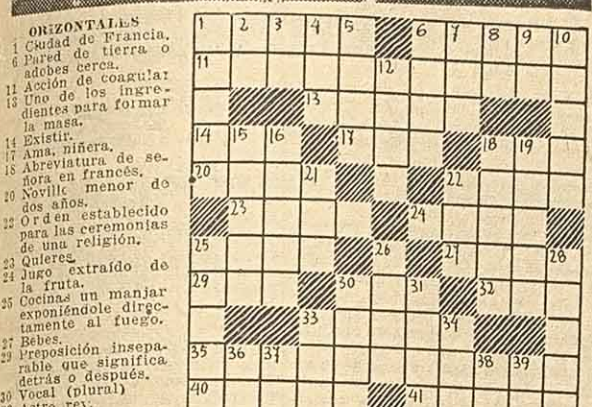 ORIZONTALES
1 Ciudad de Francia.
6 Pared de tierra o
adobes cerca.
11 Acción de coagular
13 Uno de los ingre-
dientes para formar
la masa.
14 Existir.
17 Ama, niñera.
18 Abreviatura de se-
ñora en francés.
20 Novillo menor de
dos años.
22 Orden establecido
para las ceremonias
de una religión.
23 Quieres
24 Jugo extraído de
la fruta.
25 Cocinas un manjar
exponiéndole direc-
tamente al fuego.
27 Bebes.
29 Preposición insepa-
rable que significa
detrás o después.
30 Vocal (plural)
rey.
1 2 3 4 5 6 7 8 9 10
11 12
13
14 15 16 17 18 19
20 21 22
23 24
25 26 27 28
29 30 31 32
33 34
35 36 37 38 39
40 41